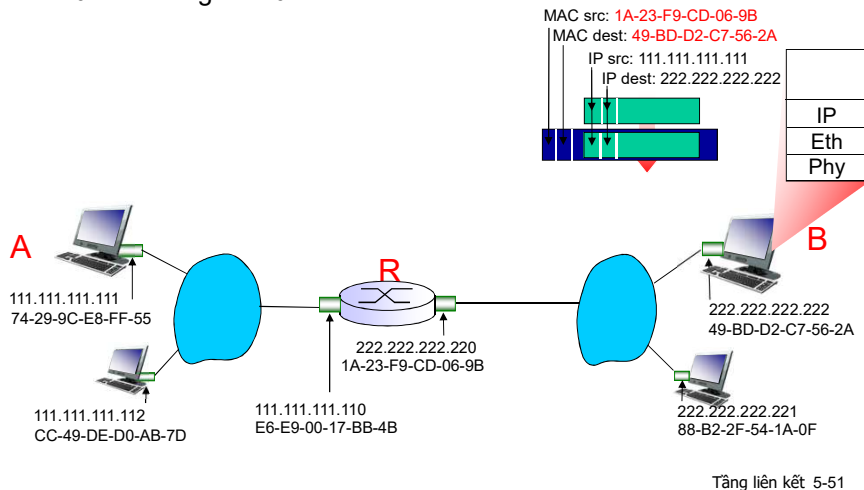 MAC src: 1A-23-F9-CD-06-9B
MAC dest: 49-BD-D2-C7-56-2A
IP src: 111.111.111.111
IP dest: 222.222.222.222
IP
Eth
Phy
A
R
B
111.111.111.111
74-29-9C-E8-FF-55
222.222.222.222
49-BD-D2-C7-56-2A
222.222.222.220
1A-23-F9-CD-06-9B
111.111.111.112
CC-49-DE-D0-AB-7D
111.111.111.110
E6-E9-00-17-BB-4B
222.222.222.221
88-B2-2F-54-1A-0F
Tầng liên kết 5-51